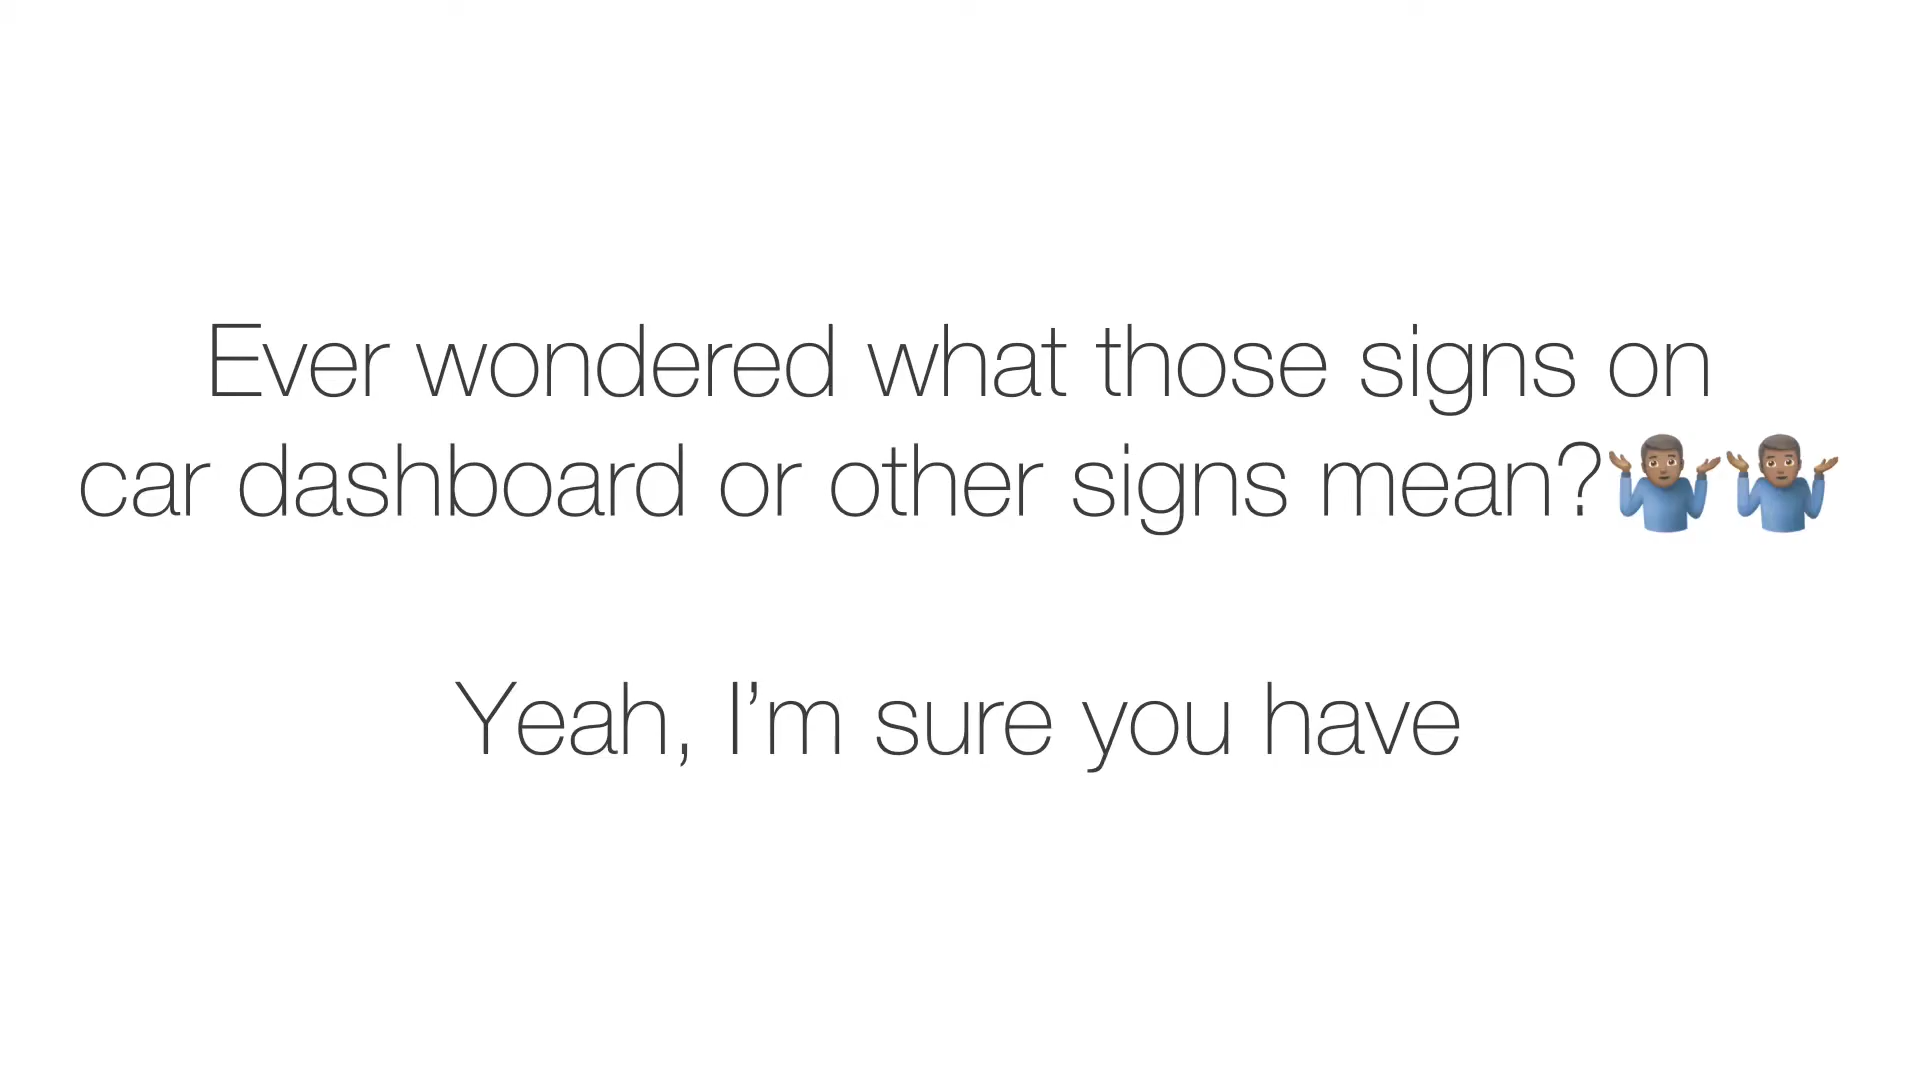 Ever wondered what those signs on
car dashboard or other signs mean?🤷🏾‍♂️🤷🏾‍♂️
Yeah, I’m sure you have